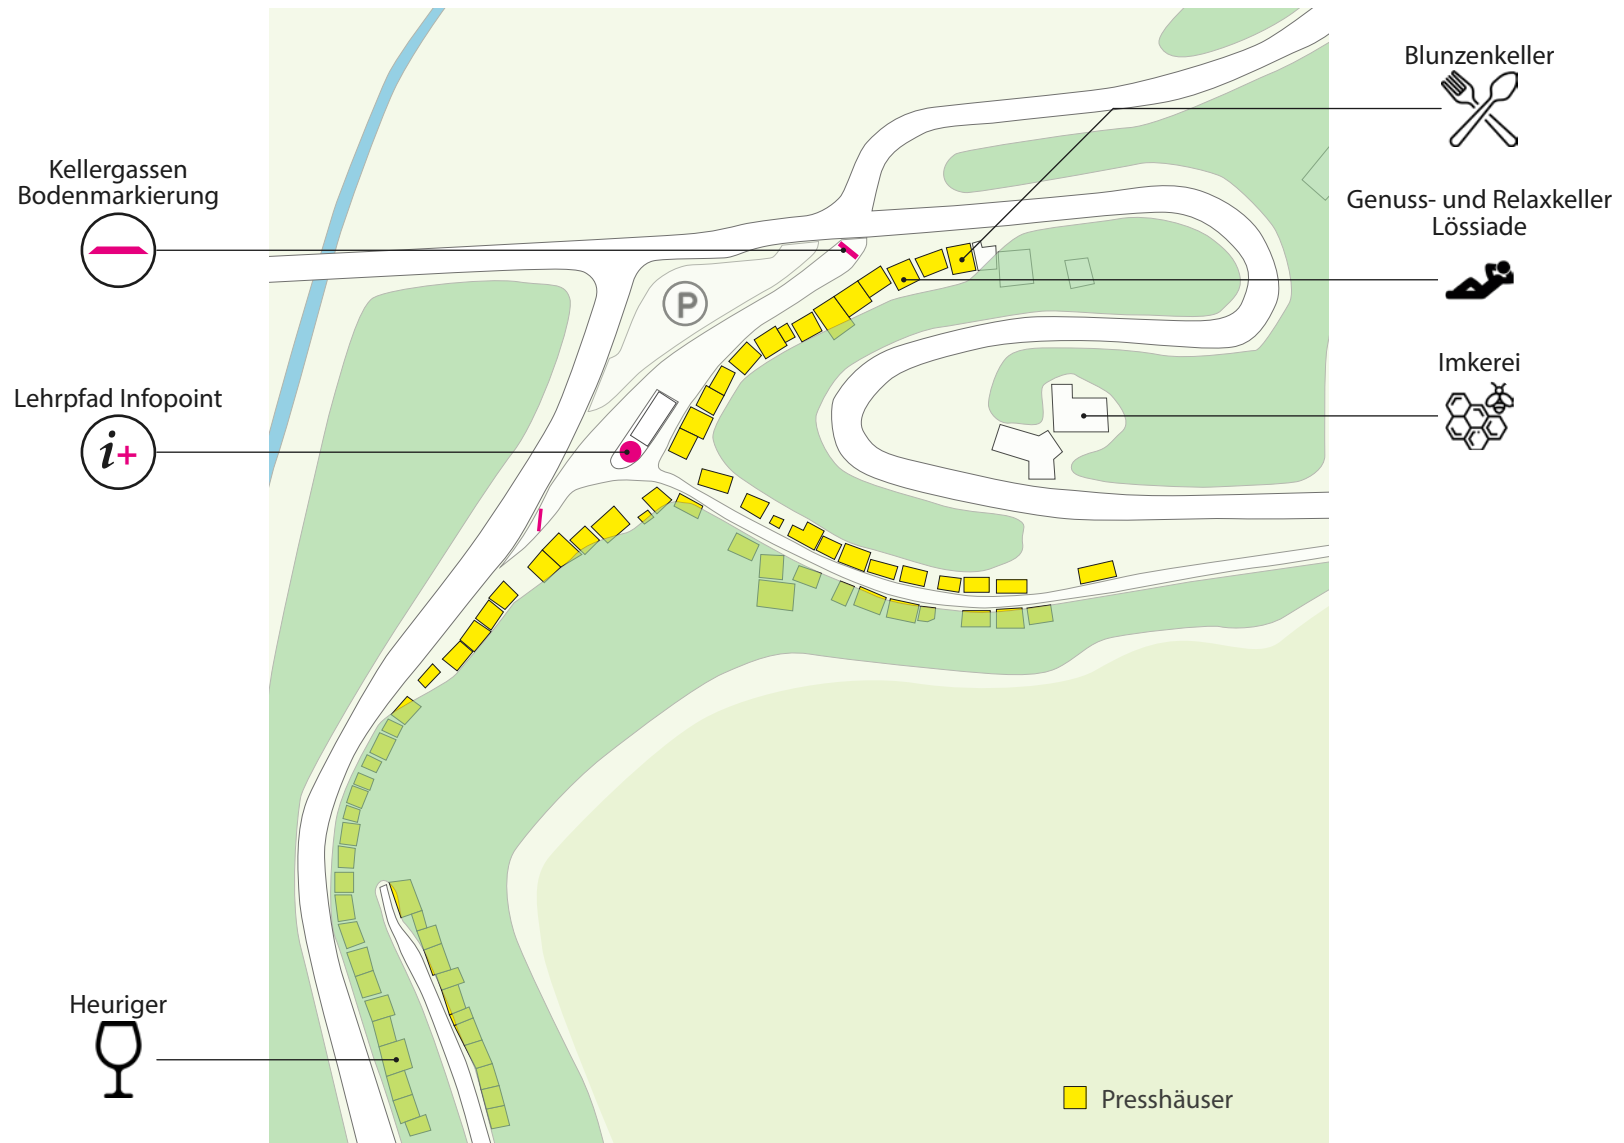 Blunzenkeller
Kellergassen
Bodenmarkierung
Genuss- und Relaxkeller
Lössiade
P
Imkerei
Lehrpfad Infopoint
i+
Heuriger
Presshäuser